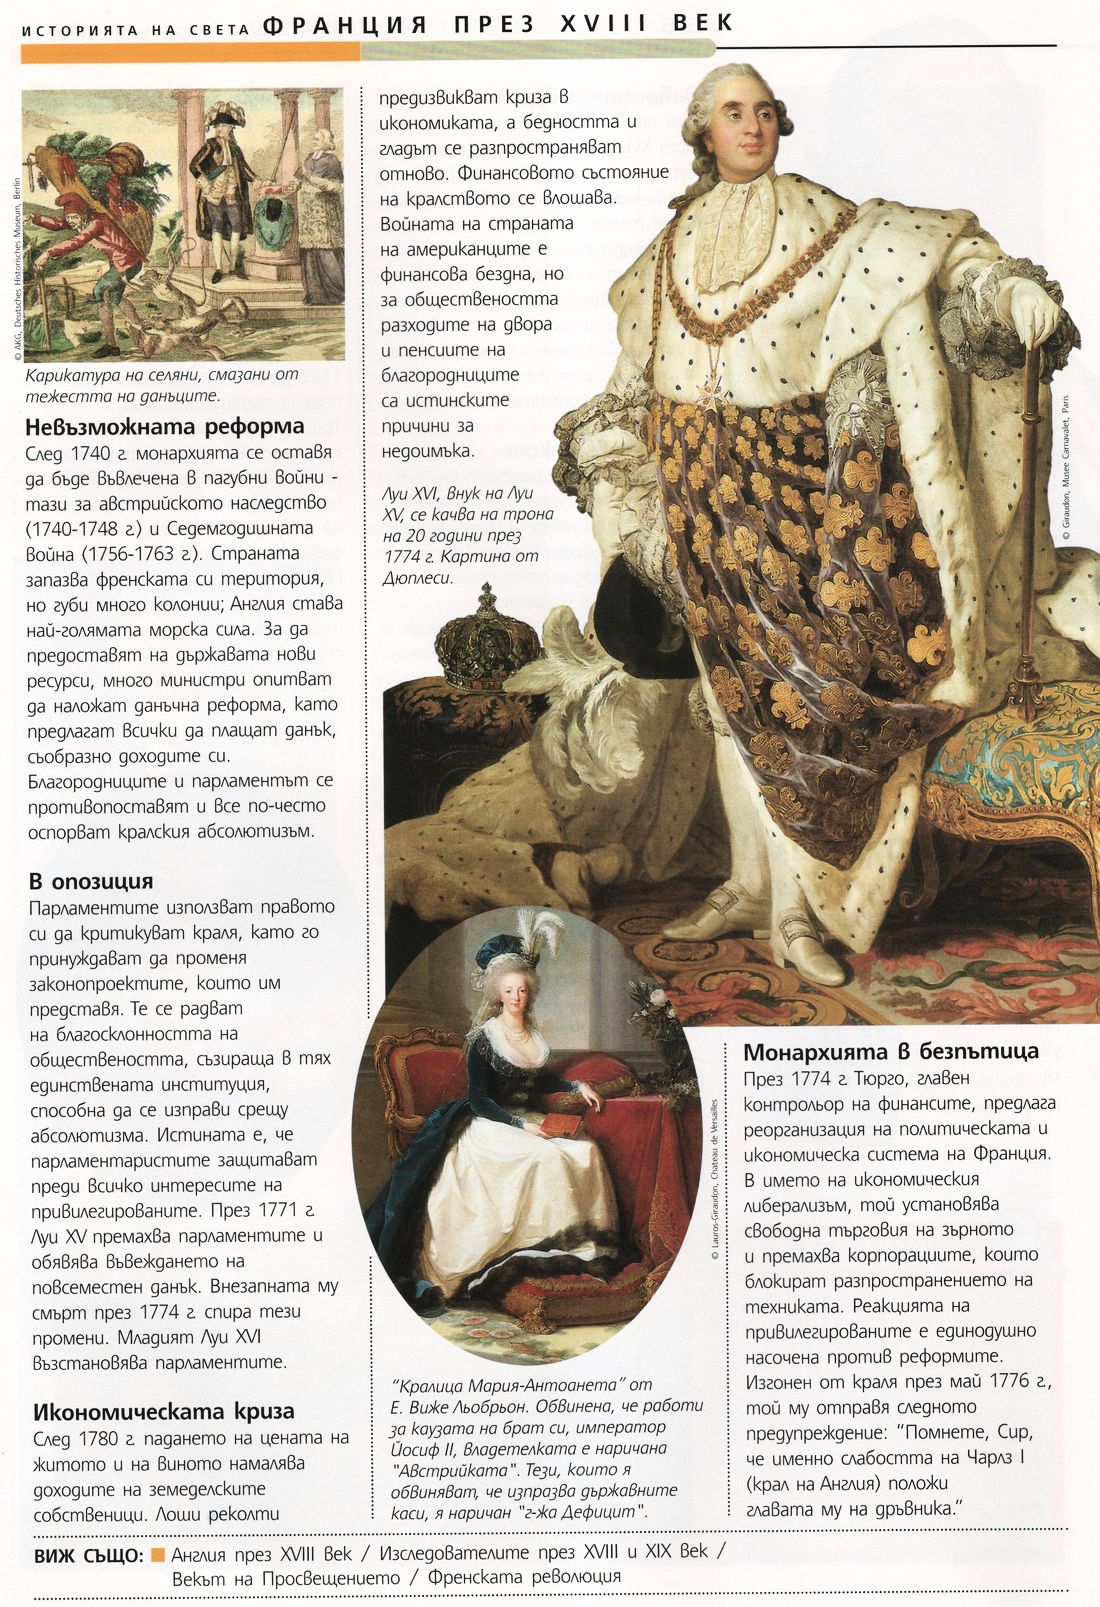 ИСТОРИЯТА НА СВЕТА ФРАНЦИЯ ПРЕЗ XVIII ВЕК
© AKG, Deutsches Historisches Museum, Berlin
Карикатура на селяни, смазани от
тежестта на данъците.
Невъзможната реформа
След 1740 г. монархията се оставя
да бъде въвлечена в пагубни войни -
тази за австрийското наследство
(1740-1748 г.) и Седемгодишната
война (1756-1763 г.). Страната
запазва френската си територия,
но губи много колонии; Англия става
най-голямата морска сила. За да
предоставят на държавата нови
ресурси, много министри опитват
да наложат данъчна реформа, като
предлагат всички да плащат данък,
съобразно доходите си.
Благородниците и парламентът се
противопоставят и все по-често
оспорват кралския абсолютизъм.
В опозиция
Парламентите използват правото
си да критикуват краля, като го
принуждават да променя
законопроектите, които им
представя. Те се радват
на благосклонността на
обществеността, съзираща в тях
единствената институция,
способна да се изправи срещу
абсолютизма. Истината е, че
парламентаристите защитават
преди всичко интересите на
привилегированите. През 1771 г.
Луи XV премахва парламентите и
обявява въвеждането на
повсеместен данък. Внезапната му
смърт през 1774 г. спира тези
промени. Младият Луи XVI
възстановява парламентите.
Икономическата криза
След 1780 г. падането на цената на
житото и на виното намалява
доходите на земеделските
собственици. Лоши реколти
предизвикват криза в
икономиката, а бедността и
гладът се разпространяват
отново. Финансовото състояние
на кралството се влошава.
Войната на страната
на американците е
финансова бездна, но
за обществеността
разходите на двора
и пенсиите на
благородниците
са истинските
причини за
недоимъка.
Луи XVI, внук на Луи
XV, се качва на трона
на 20 години през
1774 г. Картина от
Дюплеси.
© Giraudon, Musee Carnavalet, Paris
© Lauros-Giraudon, Chateau de Versailles
"Кралица Мария-Антоанета" от
Е. Виже Льобрьон. Обвинена, че работи
за каузата на брат си, император
Йосиф II, владетелката е наричана
"Австрийката". Тези, които я
обвиняват, че изпразва държавните
каси, я наричан "г-жа Дефицит".
Монархията в безпътица
През 1774 г. Тюрго, главен
контрольор на финансите, предлага
реорганизация на политическата и
икономическа система на Франция.
В името на икономическия
либерализъм, той установява
свободна търговия на зърното
и премахва корпорациите, които
блокират разпространението на
техниката. Реакцията на
привилегированите е единодушно
насочена против реформите.
Изгонен от краля през май 1776 г.,
той му отправя следното
предупреждение: "Помнете, Сир,
че именно слабостта на Чарлз I
(крал на Англия) положи
главата му на дръвника."
ВИЖ СЪЩО: Англия през XVIII век / Изследователите през XVIII и XIX век /
Векът на Просвещението / Френската революция